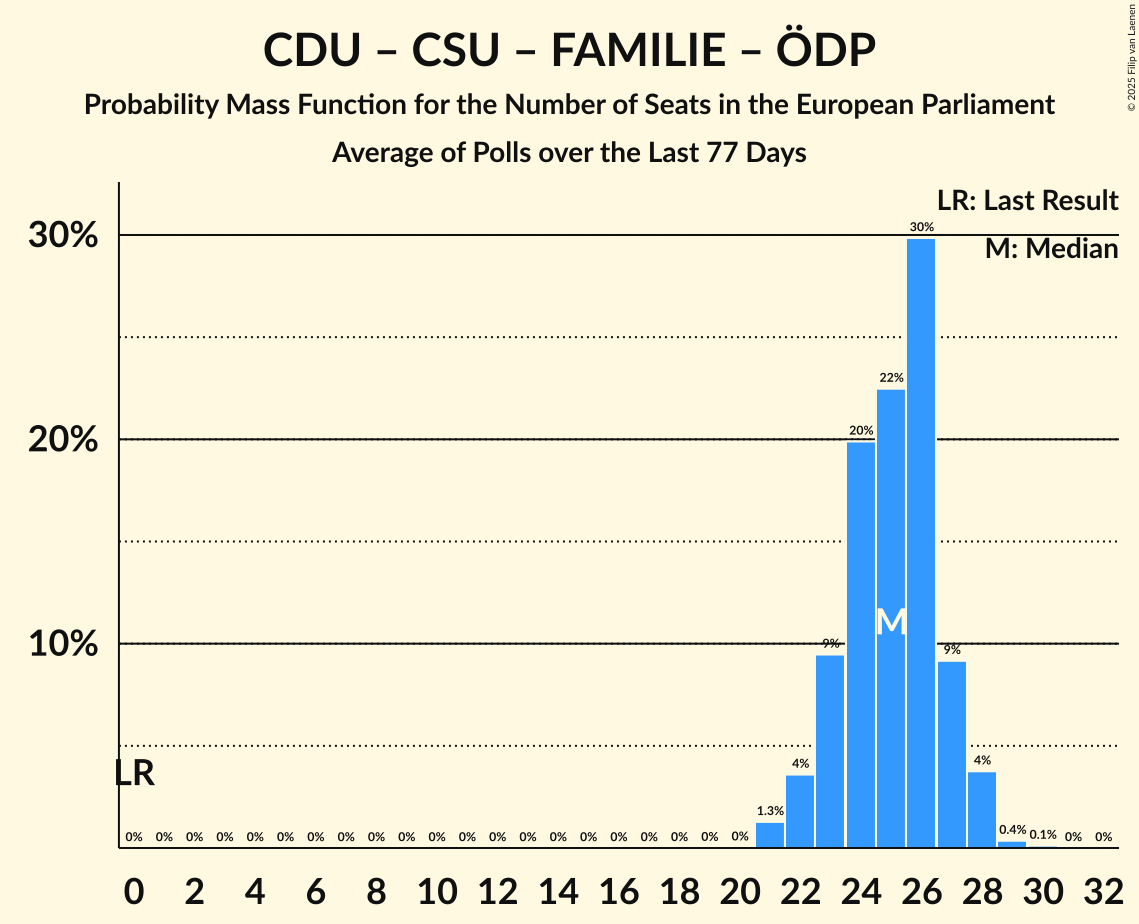 CDU – CSU – FAMILIE – ÖDP
Probability Mass Function for the Number of Seats in the European Parliament
Average of Polls over the Last 77 Days
© 2025 Filip van Laenen
LR: Last Result
M: Median
30%
20%
10%
30%
22%
20%
9%
9%
4%
4%
1.3%
0.4%
0.1%
M
LR
0% 0% 0% 0% 0% 0% 0% 0% 0% 0% 0% 0% 0% 0% 0% 0% 0% 0% 0% 0% 0% 0% 0%
0 2 4 6 8 10 12 14 16 18 20 22 24 26 28 30 32